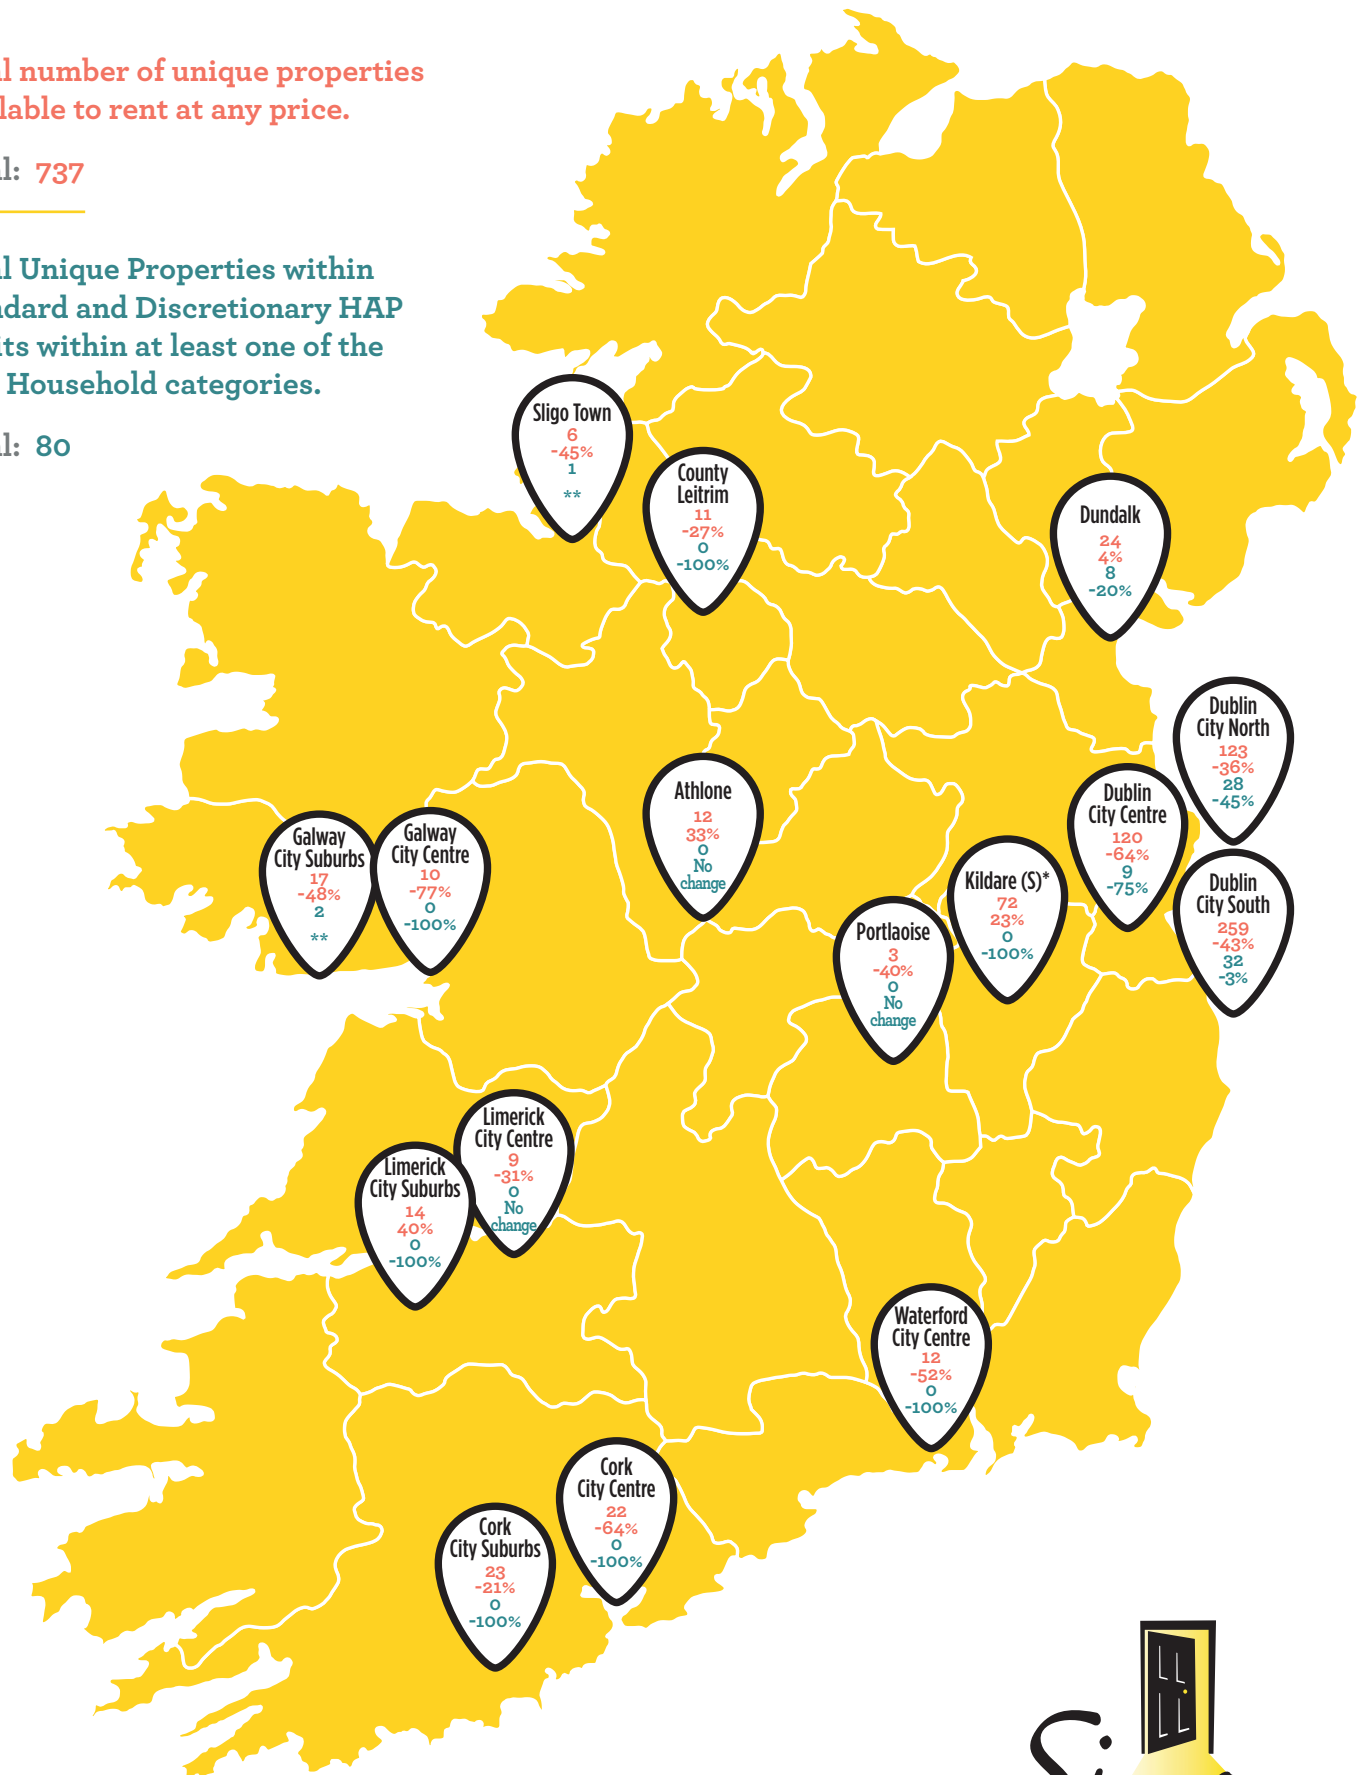 l number of unique properties
lable to rent at any price.
l: 737
l Unique Properties within
dard and Discretionary HAP
its within at least one of the
Household categories.
l: 80
Sligo Town
6
-45%
1
**
County
Leitrim
11
-27%
0
-100%
Dundalk
24
4%
8
-20%
Dublin
City North
123
-36%
28
-45%
Dublin
City Centre
120
-64%
9
-75%
Dublin
City South
259
-43%
32
-3%
Athlone
12
33%
0
No
change
Galway
City Suburbs
17
-48%
2
**
Galway
City Centre
10
-77%
0
-100%
Kildare (S)*
72
23%
0
-100%
Portlaoise
3
-40%
0
No
change
Limerick
City Centre
9
-31%
0
No
change
Limerick
City Suburbs
14
40%
0
-100%
Waterford
City Centre
12
-52%
0
-100%
Cork
City Centre
22
-64%
0
-100%
Cork
City Suburbs
23
-21%
0
-100%